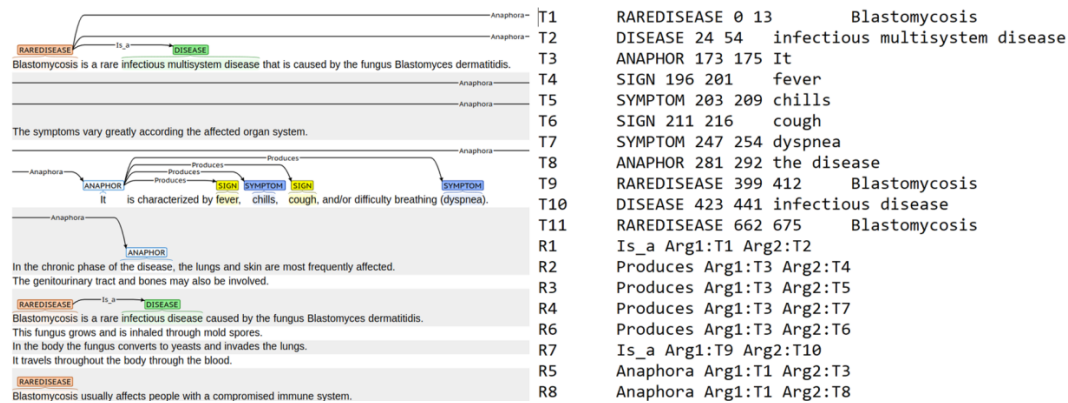 Anaphora
Anaphora
Is_a
RAREDISEASE DISEASE
Blastomycosis is a rare infectious multisystem disease that is caused by the fungus Blastomyces dermatitidis.
Anaphora
Anaphora
The symptoms vary greatly according the affected organ system.
Anaphora
Produces
Anaphora Produces
Produces
Produces
ANAPHOR SIGN SYMPTOM SIGN SYMPTOM
It is characterized by fever, chills, cough, and/or difficulty breathing (dyspnea).
Anaphora
ANAPHOR
In the chronic phase of the disease, the lungs and skin are most frequently affected.
The genitourinary tract and bones may also be involved.
Is_a
RAREDISEASE DISEASE
Blastomycosis is a rare infectious disease caused by the fungus Blastomyces dermatitidis.
This fungus grows and is inhaled through mold spores.
In the body the fungus converts to yeasts and invades the lungs.
It travels throughout the body through the blood.
RAREDISEASE
Blastomycosis usually affects people with a compromised immune system.
T1 RAREDISEASE 0 13 Blastomycosis
T2 DISEASE 24 54 infectious multisystem disease
T3 ANAPHOR 173 175 It
T4 SIGN 196 201 fever
T5 SYMPTOM 203 209 chills
T6 SIGN 211 216 cough
T7 SYMPTOM 247 254 dyspnea
T8 ANAPHOR 281 292 the disease
T9 RAREDISEASE 399 412 Blastomycosis
T10 DISEASE 423 441 infectious disease
T11 RAREDISEASE 662 675 Blastomycosis
R1 Is_a Arg1:T1 Arg2:T2
R2 Produces Arg1:T3 Arg2:T4
R3 Produces Arg1:T3 Arg2:T5
R4 Produces Arg1:T3 Arg2:T7
R6 Produces Arg1:T3 Arg2:T6
R7 Is_a Arg1:T9 Arg2:T10
R5 Anaphora Arg1:T1 Arg2:T3
R8 Anaphora Arg1:T1 Arg2:T8